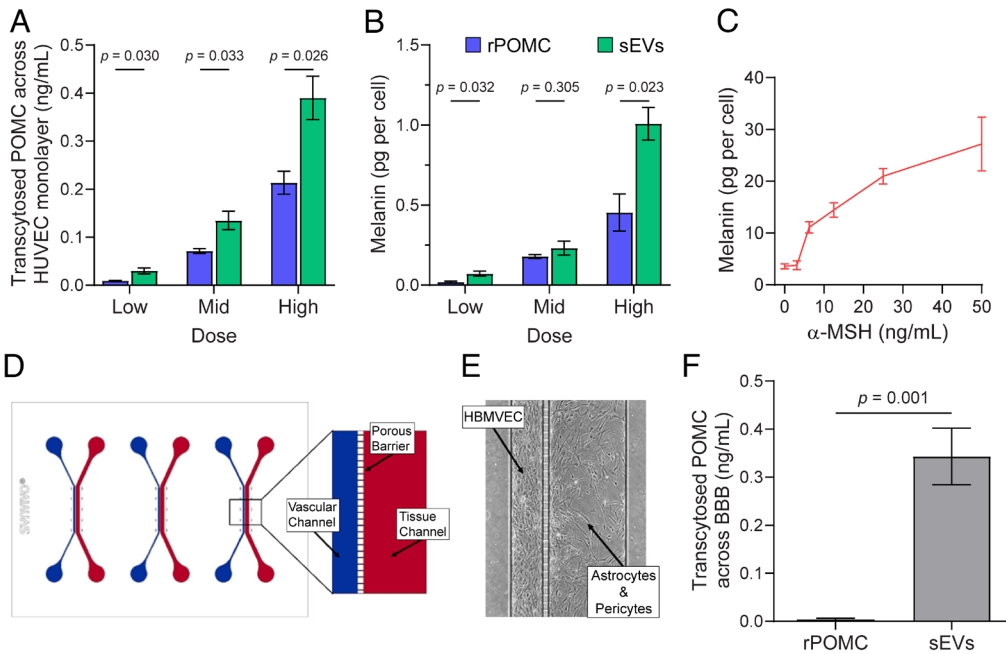 A
Transcytosed POMC across
HUVEC monolayer (ng/mL)
0.5
0.4
0.3
0.2
0.1
0.0
p = 0.030
p = 0.033
p = 0.026
Low
Mid
High
Dose
B
Melanin (pg per cell)
1.5
1.0
0.5
0.0
rPOMC
sEVs
p = 0.032
p = 0.305
p = 0.023
Low
Mid
High
Dose
C
Melanin (pg per cell)
40
30
20
10
0
0
10
20
30
40
50
α-MSH (ng/mL)
D
SYNVIVO®
Porous
Barrier
Vascular
Channel
Tissue
Channel
E
HBMVEC
Astrocytes
&
Pericytes
F
Transcytosed POMC
across BBB (ng/mL)
0.5
0.4
0.3
0.2
0.1
0.0
p = 0.001
rPOMC
sEVs